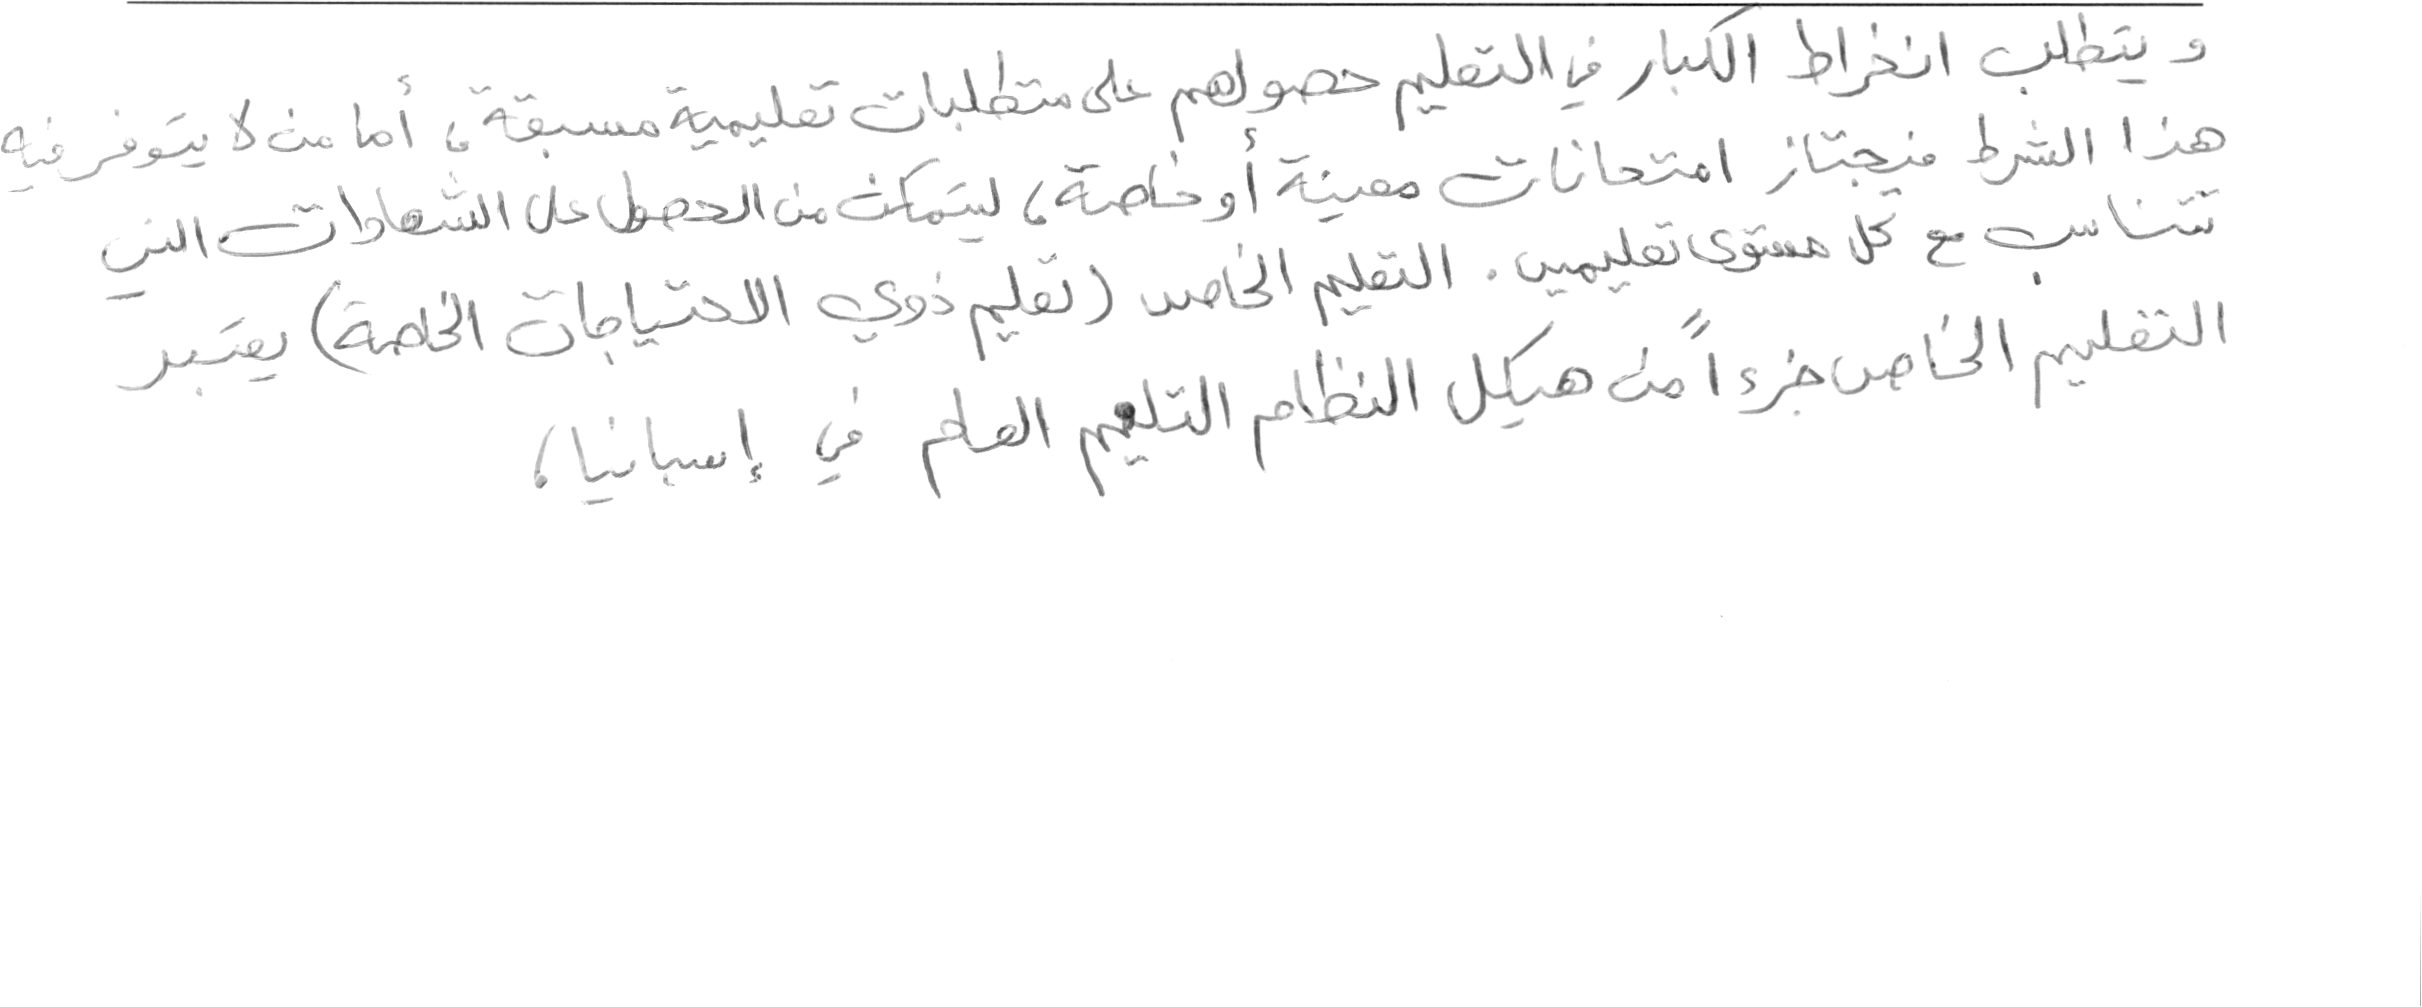 ويتطلب انخراط الكبار في التعليم حصولهم على متطلبات تعليمية مسبقة، أما من لا يتوفر فيه
هذا الشرط فيجتاز امتحانات معينة أو خاصة، ليتمكن من الحصول على الشهادات التي
تتناسب مع كل مستوى تعليمي. التعليم الخاص (تعليم ذوي الاحتياجات الخاصة) يعتبر
التعليم الخاص جزءاً من هيكل النظام التلعيم العام في إسبانيا،